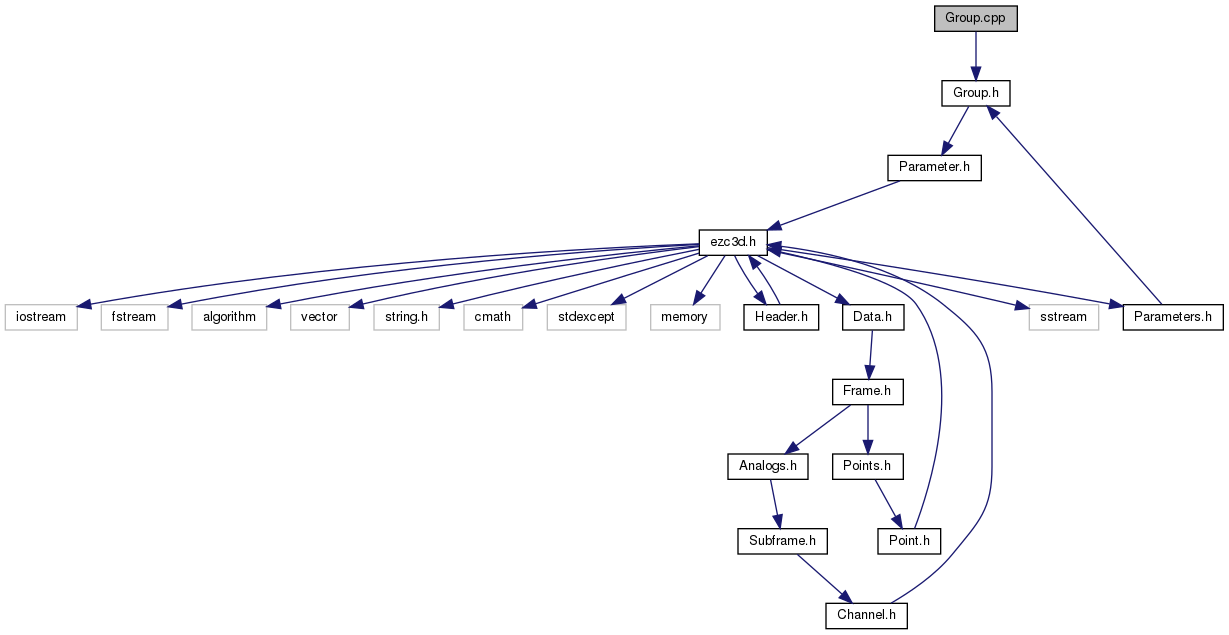 Group.cpp
Group.h
Parameter.h
ezc3d.h
iostream
fstream
algorithm
vector
string.h
cmath
stdexcept
memory
Header.h
Data.h
sstream
Parameters.h
Frame.h
Analogs.h
Points.h
Subframe.h
Point.h
Channel.h